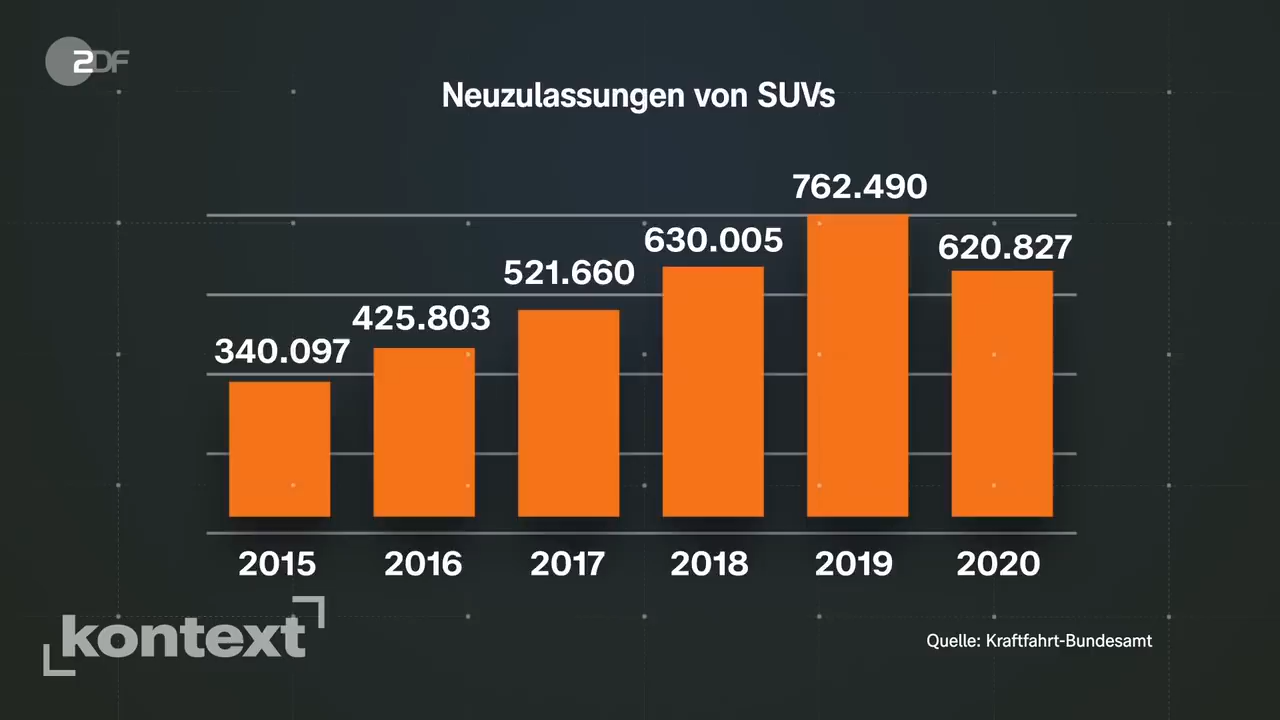 ZDF
Neuzulassungen von SUVs
340.097
425.803
521.660
630.005
762.490
620.827
2015 2016 2017 2018 2019 2020
kontext
Quelle: Kraftfahrt-Bundesamt